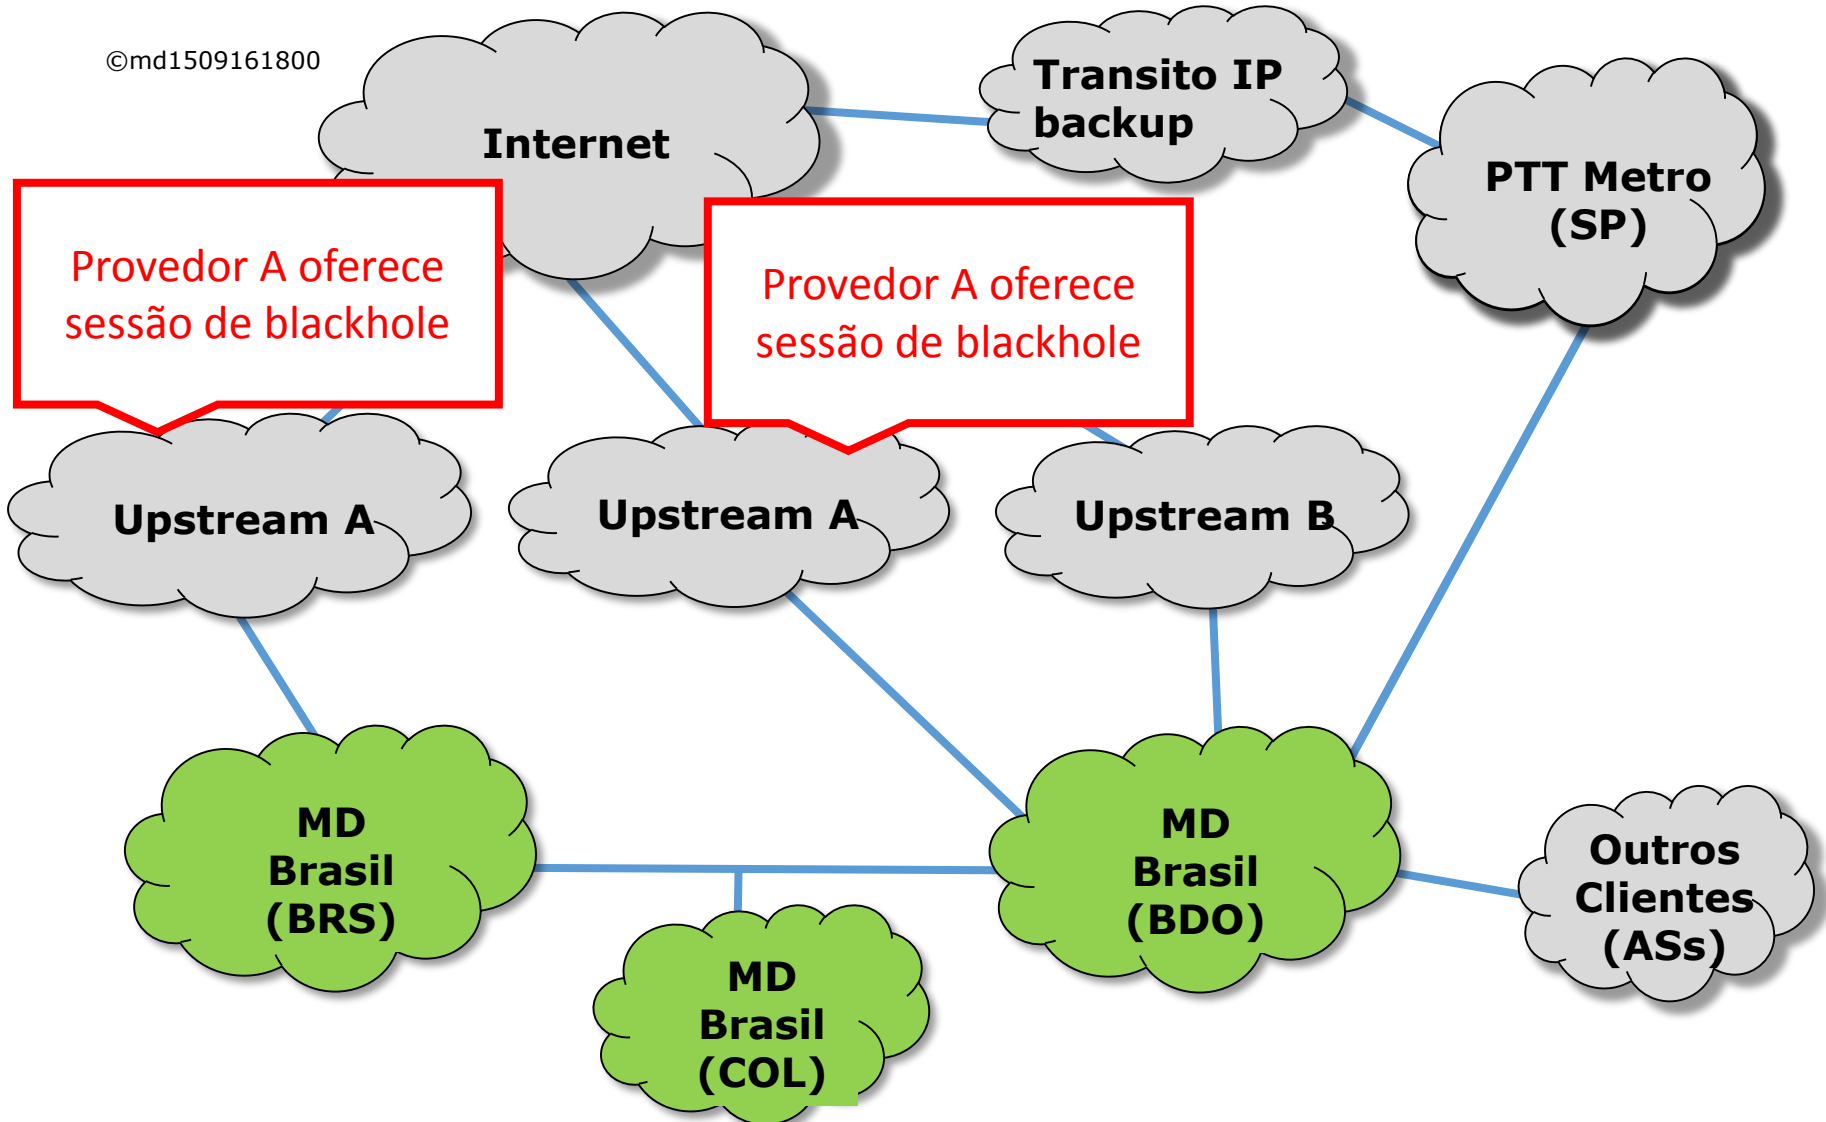 ©md1509161800
Internet
Transito IP
backup
PTT Metro
(SP)
Provedor A oferece
sessão de blackhole
Provedor A oferece
sessão de blackhole
Upstream A
Upstream A
Upstream B
MD
Brasil
(BRS)
MD
Brasil
(COL)
MD
Brasil
(BDO)
Outros
Clientes
(ASs)